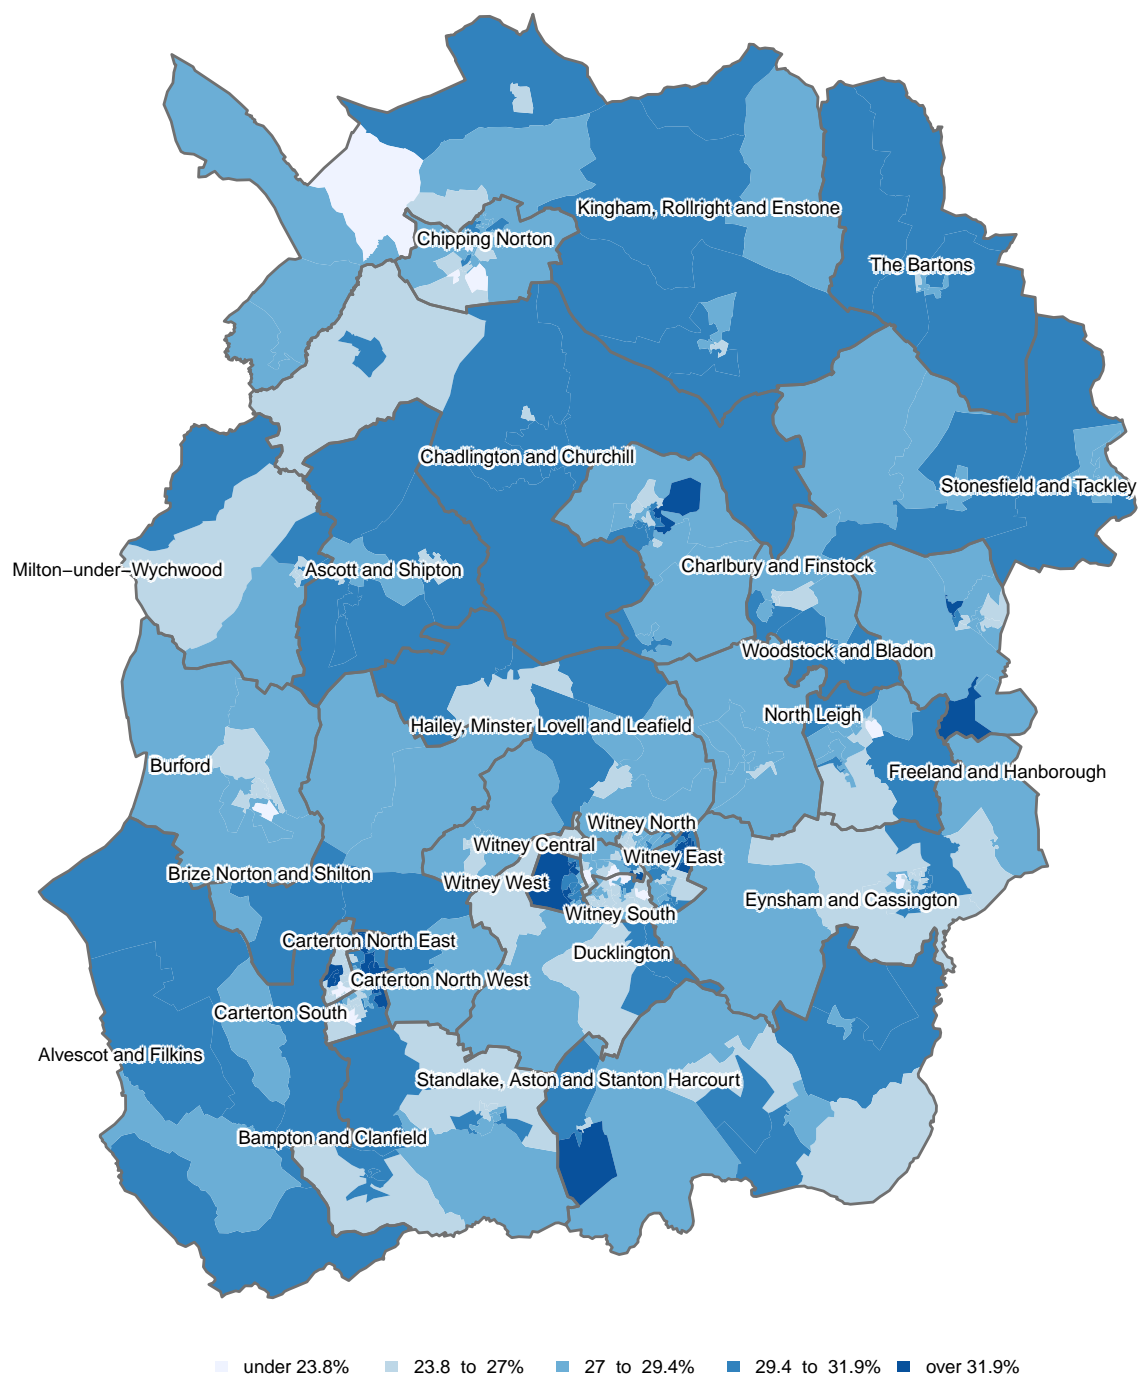 Kingham, Rollright and Enstone
Chipping Norton
The Bartons
Chadlington and Churchill
Stonesfield and Tackley
Milton−under−Wychwood
Ascott and Shipton
Charlbury and Finstock
Woodstock and Bladon
North Leigh
Hailey, Minster Lovell and Leafield
Burford
Freeland and Hanborough
Witney North
Witney Central
Witney East
Brize Norton and Shilton
Witney West
Eynsham and Cassington
Witney South
Carterton North East
Ducklington
Carterton North West
Carterton South
Alvescot and Filkins
Standlake, Aston and Stanton Harcourt
Bampton and Clanfield
under 23.8% 23.8 to 27% 27 to 29.4% 29.4 to 31.9% over 31.9%